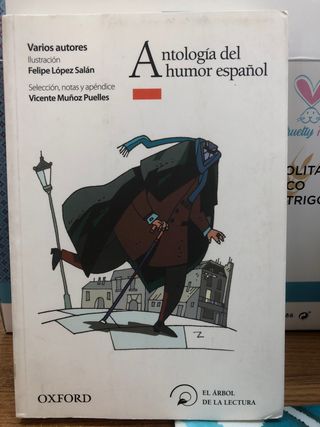 Varios autores
Ilustración
Felipe López Salán
Selección, notas y apéndice
Vicente Muñoz Puelles
Antología del
humor español
OXFORD
EL ÁRBOL
DE LA LECTURA